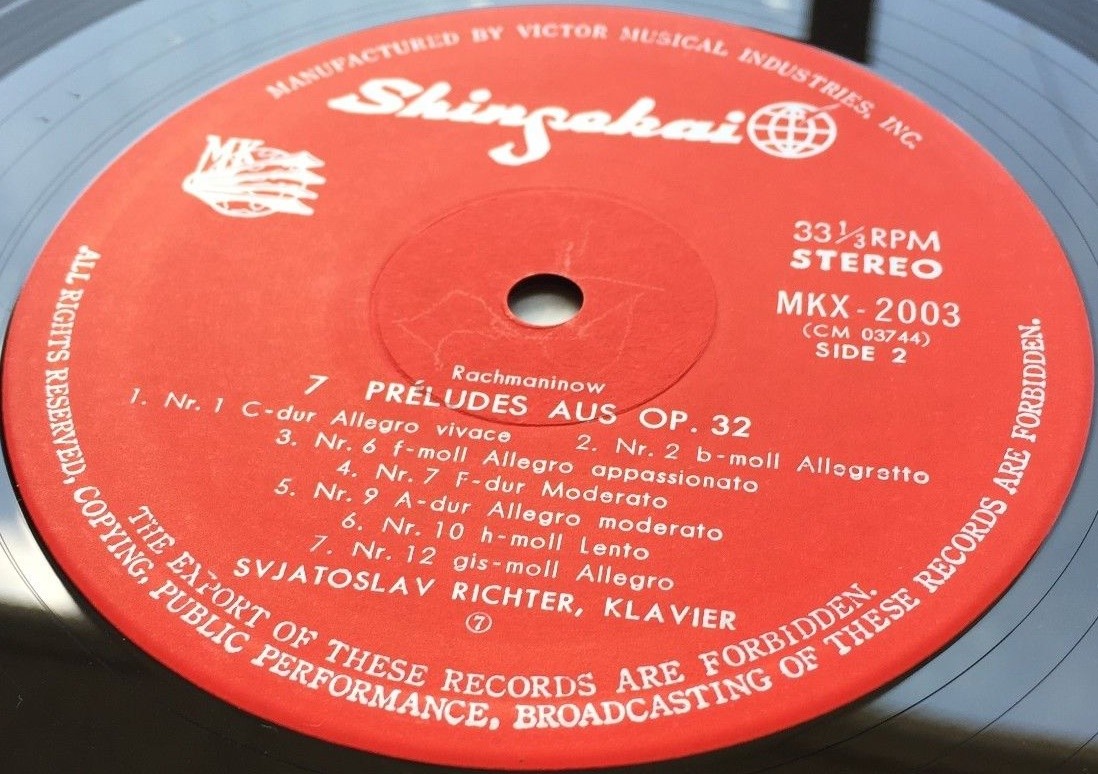 MANUFACTURED BY VICTOR MUSICAL INDUSTRIES, INC.
Shinsekai
MK
33 1/3 RPM
STEREO
MKX-2003
(CM 03744)
SIDE 2
Rachmaninow
7 PRÉLUDES AUS OP. 32
1. Nr. 1 C-dur Allegro vivace 2. Nr. 2 b-moll Allegretto
3. Nr. 6 f-moll Allegro appassionato
4. Nr. 7 F-dur Moderato
5. Nr. 9 A-dur Allegro moderato
6. Nr. 10 h-moll Lento
7. Nr. 12 gis-moll Allegro
SVJATOSLAV RICHTER, KLAVIER
⑦
THE EXPORT OF THESE RECORDS ARE FORBIDDEN.
ALL RIGHTS RESERVED, COPYING, PUBLIC PERFORMANCE, BROADCASTING OF THESE RECORDS ARE FORBIDDEN.